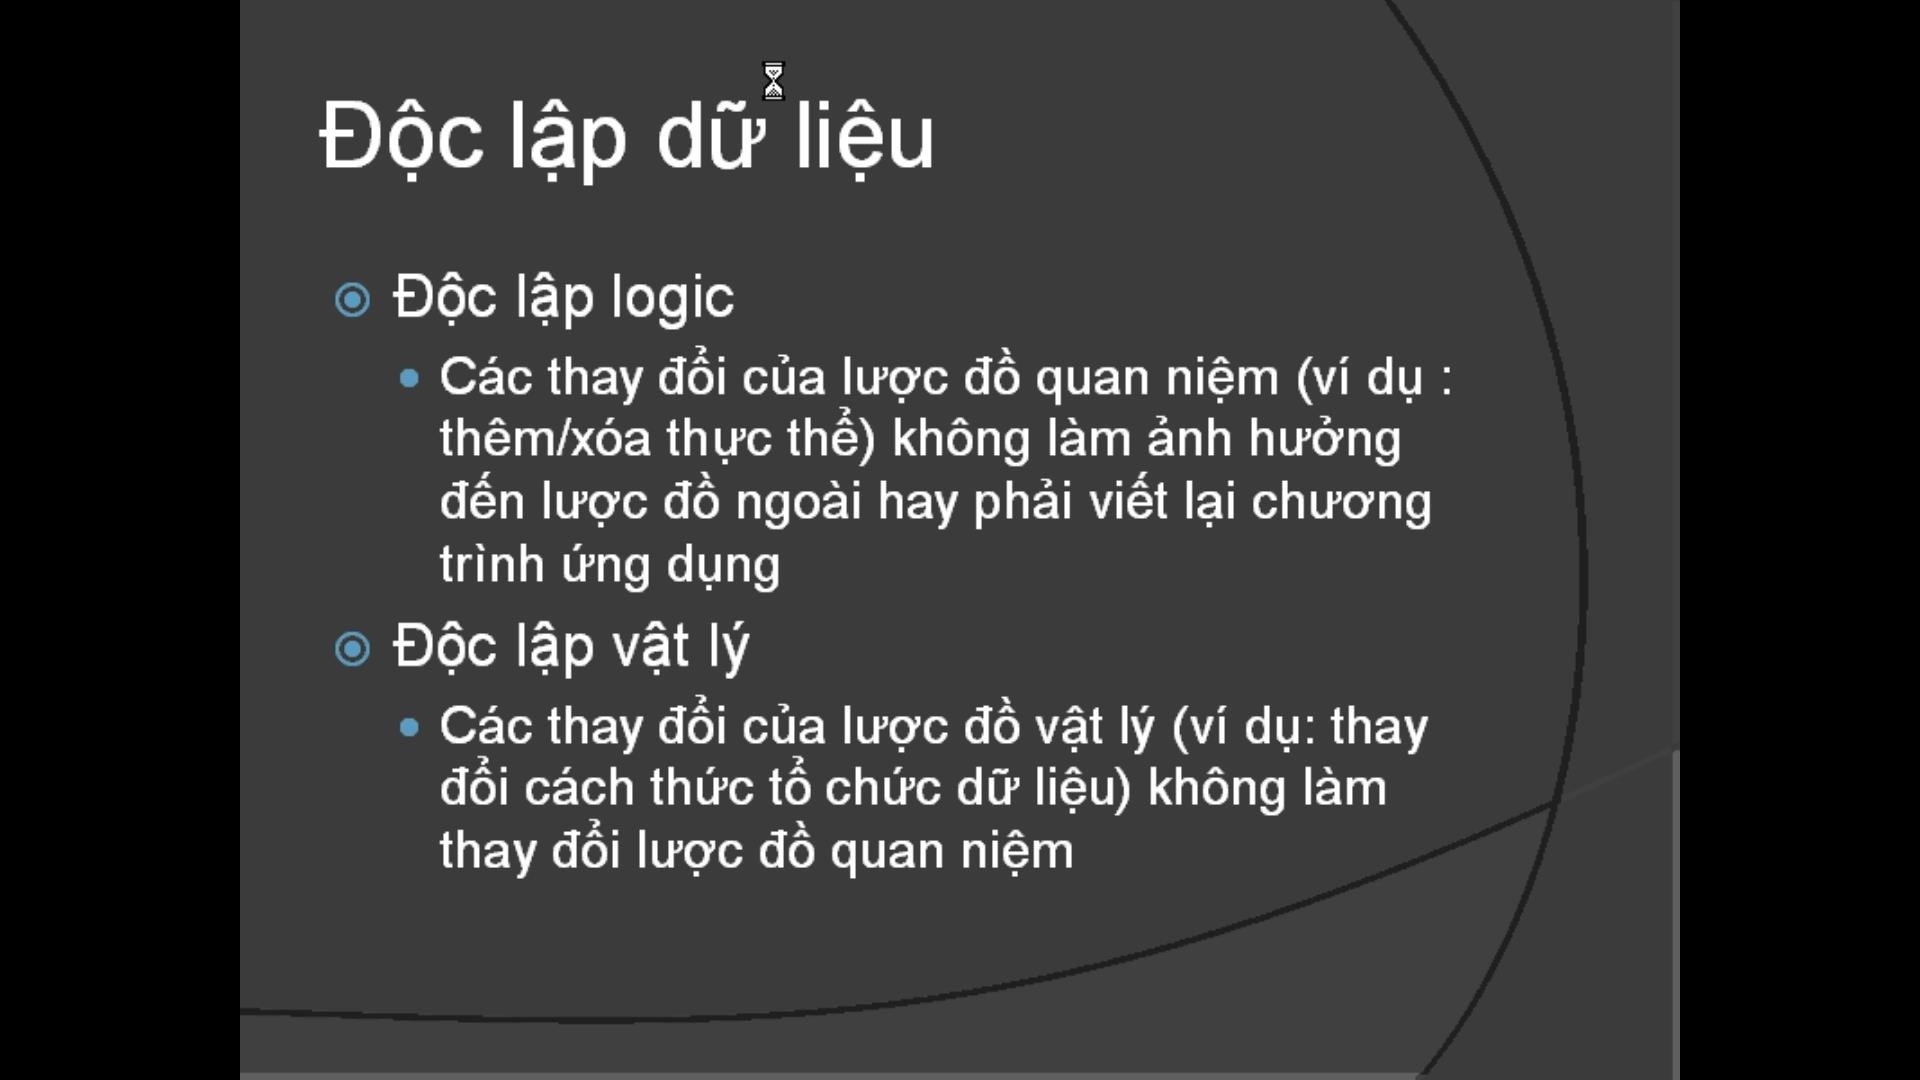 Độc lập dữ liệu
Độc lập logic
Các thay đổi của lược đồ quan niệm (ví dụ :
thêm/xóa thực thể) không làm ảnh hưởng
đến lược đồ ngoài hay phải viết lại chương
trình ứng dụng
Độc lập vật lý
Các thay đổi của lược đồ vật lý (ví dụ: thay
đổi cách thức tổ chức dữ liệu) không làm
thay đổi lược đồ quan niệm